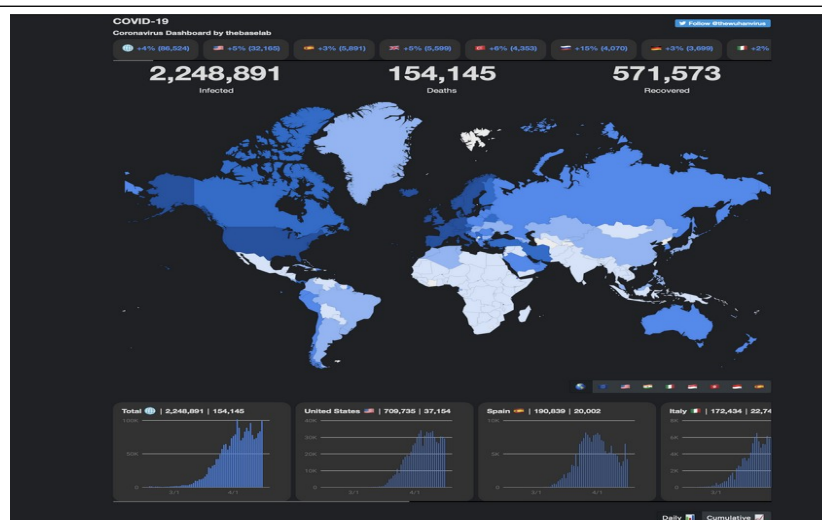 COVID-19
Follow @thewuhanvirus
Coronavirus Dashboard by thebaselab
+4% (86,524) +5% (32,165) +3% (5,891) +5% (5,599) +6% (4,353) +15% (4,070) +3% (3,699) +2%
2,248,891 154,145 571,573
Infected Deaths Recovered
Total | 2,248,891 | 154,145 United States | 709,735 | 37,154 Spain | 190,839 | 20,002 Italy | 172,434 | 22,74
100K 40K 10K 8K
30K 6K
50K 20K 5K 4K
10K 2K
0 0 0 0
3/1 4/1 3/1 4/1 3/1 4/1 3/1
Daily Cumulative